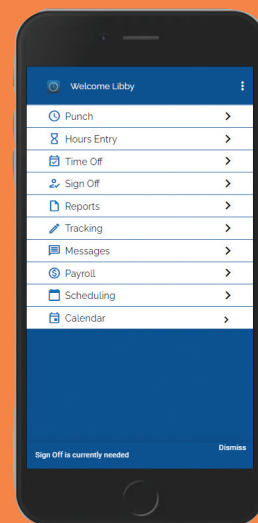 Welcome Libby
Punch
Hours Entry
Time Off
Sign Off
Reports
Tracking
Messages
Payroll
Scheduling
Calendar
Dismiss
Sign Off is currently needed